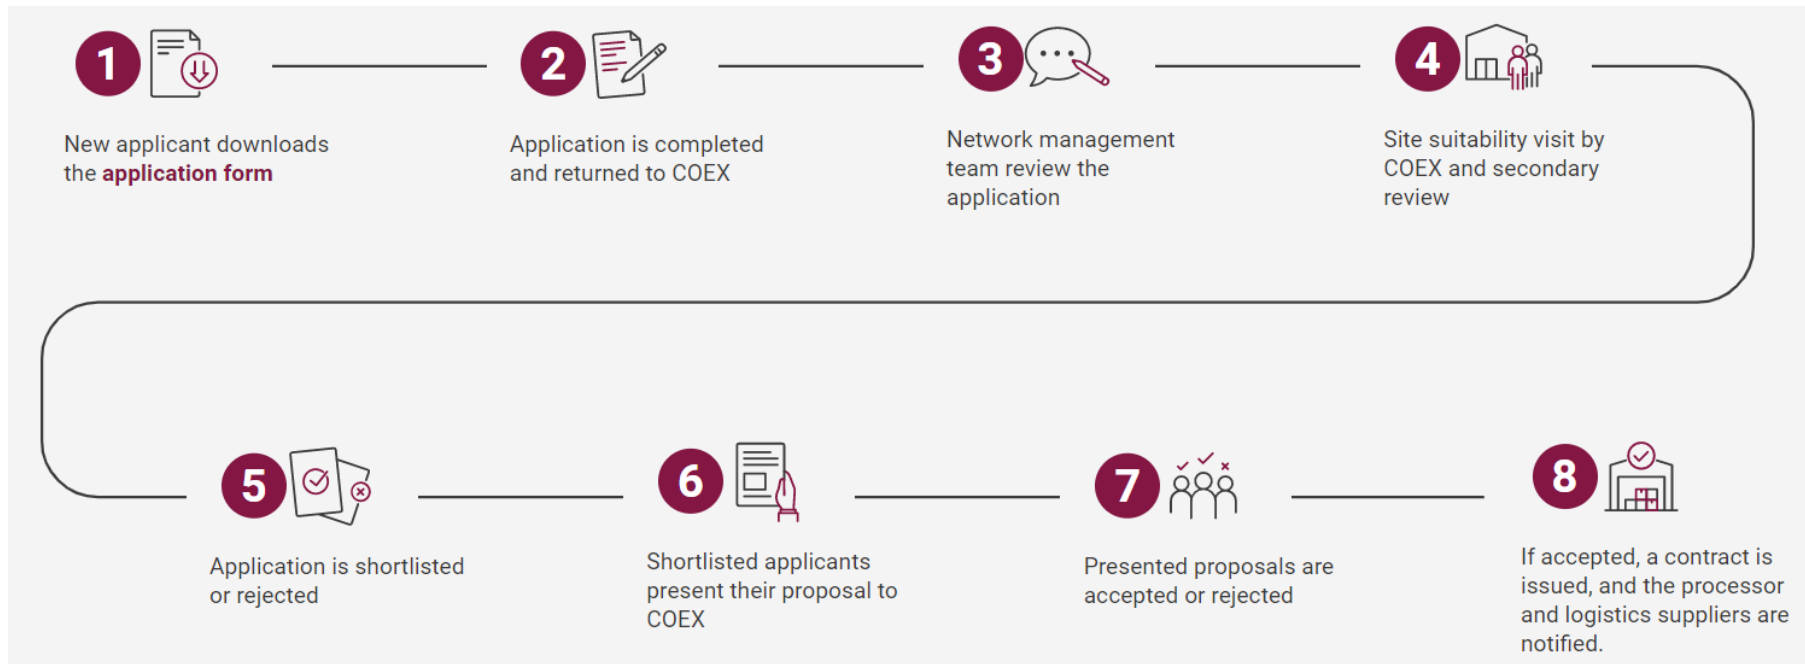 1
New applicant downloads
the application form
2
Application is completed
and returned to COEX
3
Network management
team review the
application
4
Site suitability visit by
COEX and secondary
review
5
Application is shortlisted
or rejected
6
Shortlisted applicants
present their proposal to
COEX
7
Presented proposals are
accepted or rejected
8
If accepted, a contract is
issued, and the processor
and logistics suppliers are
notified.